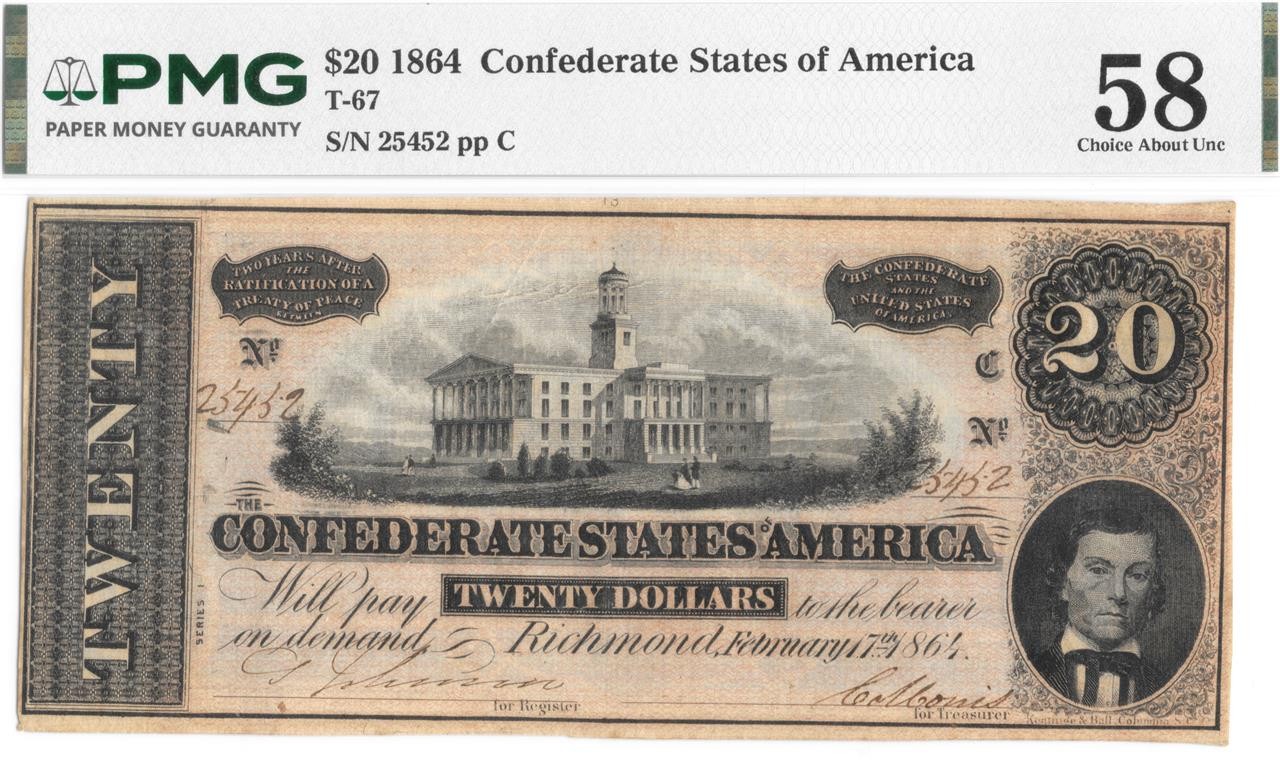 PMG
PAPER MONEY GUARANTY
$20 1864 Confederate States of America
T-67
S/N 25452 pp C
58
Choice About Unc
TWENTY
TWO YEARS AFTER
THE
RATIFICATION OF A
TREATY OF PEACE
BETWEEN
THE CONFEDERATE
STATES
AND THE
UNITED STATES
OF AMERICA.
20
No.
25452
C
No.
25452
THE
CONFEDERATE STATES OF AMERICA
Will pay TWENTY DOLLARS to the bearer
on demand, Richmond, February 17th 1864.
SERIES 1
for Register
for Treasurer
Keatinge & Ball, Columbia, S.C.